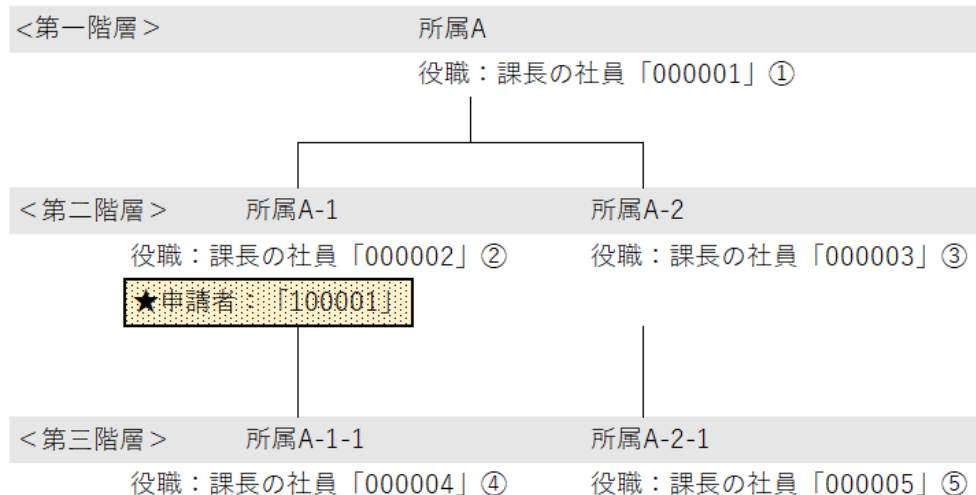 ＜第一階層＞ 所属A
役職：課長の社員「000001」①
＜第二階層＞ 所属A-1 所属A-2
役職：課長の社員「000002」② 役職：課長の社員「000003」③
★申請者：「100001」
＜第三階層＞ 所属A-1-1 所属A-2-1
役職：課長の社員「000004」④ 役職：課長の社員「000005」⑤